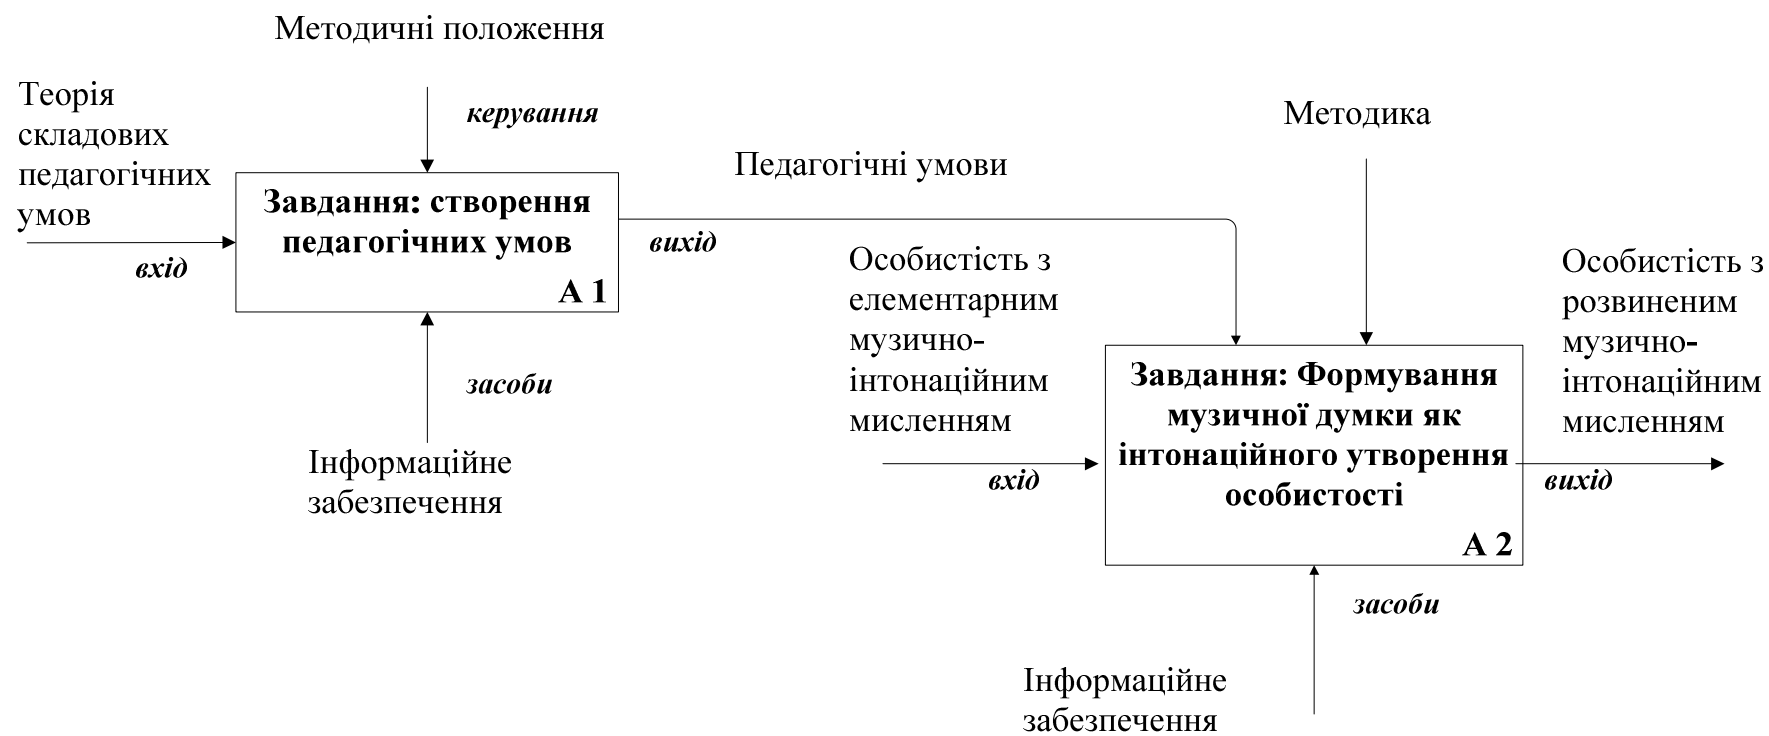 Методичні положення
Теорія
складових
педагогічних
умов
керування
вхід
Завдання: створення
педагогічних умов
А 1
засоби
Інформаційне
забезпечення
Педагогічні умови
вихід
Методика
Особистість з
елементарним
музично-
інтонаційним
мисленням
вхід
Завдання: Формування
музичної думки як
інтонаційного утворення
особистості
А 2
Особистість з
розвиненим
музично-
інтонаційним
мисленням
вихід
засоби
Інформаційне
забезпечення